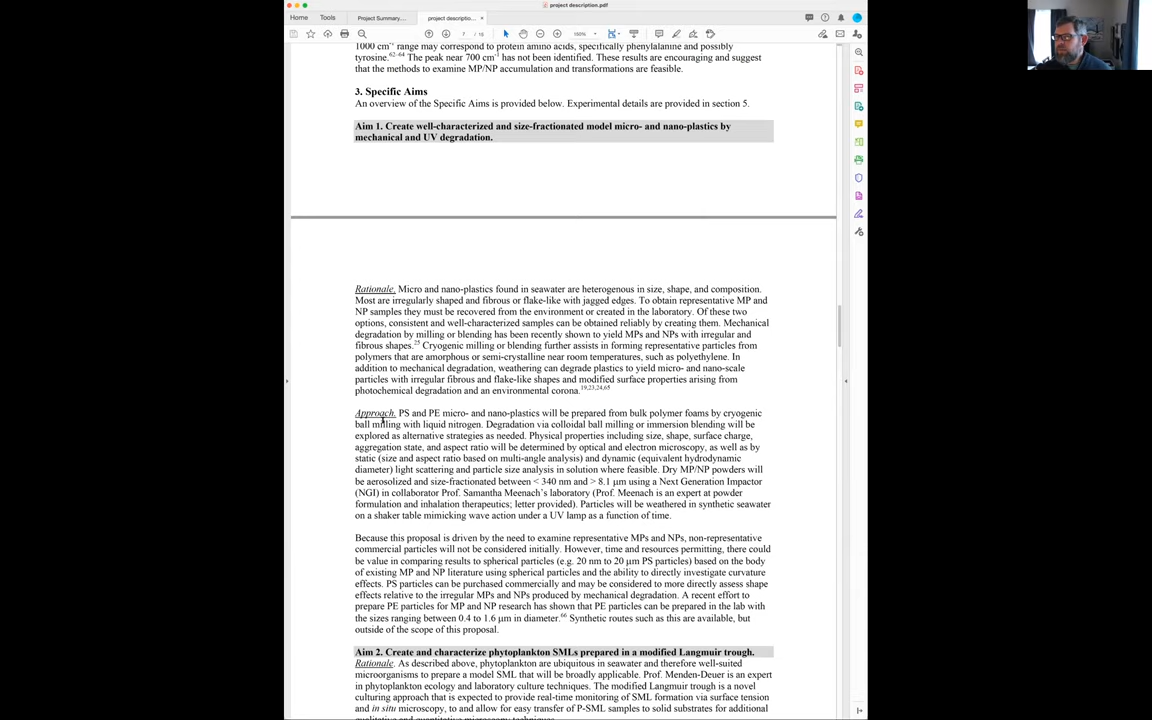 project description.pdf
Home
Tools
Project Summary....
project descriptio...
×
7 / 15
150%
1000 cm⁻¹ range may correspond to protein amino acids, specifically phenylalanine and possibly
tyrosine.⁶²⁻⁶⁴ The peak near 700 cm⁻¹ has not been identified. These results are encouraging and suggest
that the methods to examine MP/NP accumulation and transformations are feasible.
3. Specific Aims
An overview of the Specific Aims is provided below. Experimental details are provided in section 5.
Aim 1. Create well-characterized and size-fractionated model micro- and nano-plastics by
mechanical and UV degradation.
Rationale. Micro and nano-plastics found in seawater are heterogenous in size, shape, and composition.
Most are irregularly shaped and fibrous or flake-like with jagged edges. To obtain representative MP and
NP samples they must be recovered from the environment or created in the laboratory. Of these two
options, consistent and well-characterized samples can be obtained reliably by creating them. Mechanical
degradation by milling or blending has been recently shown to yield MPs and NPs with irregular and
fibrous shapes.²⁵ Cryogenic milling or blending further assists in forming representative particles from
polymers that are amorphous or semi-crystalline near room temperatures, such as polyethylene. In
addition to mechanical degradation, weathering can degrade plastics to yield micro- and nano-scale
particles with irregular fibrous and flake-like shapes and modified surface properties arising from
photochemical degradation and an environmental corona.¹⁹,²³,²⁴,⁶⁵
Approach. PS and PE micro- and nano-plastics will be prepared from bulk polymer foams by cryogenic
ball milling with liquid nitrogen. Degradation via colloidal ball milling or immersion blending will be
explored as alternative strategies as needed. Physical properties including size, shape, surface charge,
aggregation state, and aspect ratio will be determined by optical and electron microscopy, as well as by
static (size and aspect ratio based on multi-angle analysis) and dynamic (equivalent hydrodynamic
diameter) light scattering and particle size analysis in solution where feasible. Dry MP/NP powders will
be aerosolized and size-fractionated between < 340 nm and > 8.1 μm using a Next Generation Impactor
(NGI) in collaborator Prof. Samantha Meenach's laboratory (Prof. Meenach is an expert at powder
formulation and inhalation therapeutics; letter provided). Particles will be weathered in synthetic seawater
on a shaker table mimicking wave action under a UV lamp as a function of time.
Because this proposal is driven by the need to examine representative MPs and NPs, non-representative
commercial particles will not be considered initially. However, time and resources permitting, there could
be value in comparing results to spherical particles (e.g. 20 nm to 20 μm PS particles) based on the body
of existing MP and NP literature using spherical particles and the ability to directly investigate curvature
effects. PS particles can be purchased commercially and may be considered to more directly assess shape
effects relative to the irregular MPs and NPs produced by mechanical degradation. A recent effort to
prepare PE particles for MP and NP research has shown that PE particles can be prepared in the lab with
the sizes ranging between 0.4 to 1.6 μm in diameter.⁶⁶ Synthetic routes such as this are available, but
outside of the scope of this proposal.
Aim 2. Create and characterize phytoplankton SMLs prepared in a modified Langmuir trough.
Rationale. As described above, phytoplankton are ubiquitous in seawater and therefore well-suited
microorganisms to prepare a model SML that will be broadly applicable. Prof. Menden-Deuer is an expert
in phytoplankton ecology and laboratory culture techniques. The modified Langmuir trough is a novel
culturing approach that is expected to provide real-time monitoring of SML formation via surface tension
and in situ microscopy, to and allow for easy transfer of P-SML samples to solid substrates for additional
qualitative and quantitative microscopy techniques.